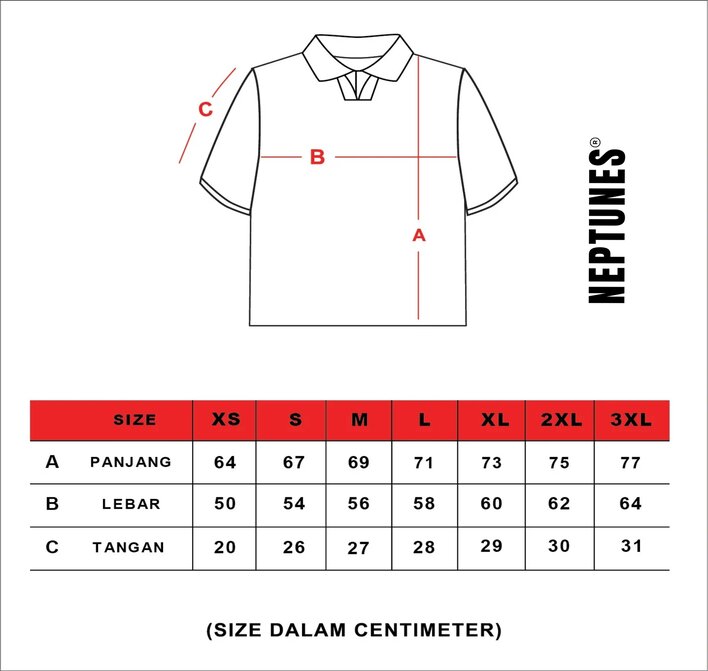 C
B
A
NEPTUNES®
SIZE XS S M L XL 2XL 3XL
A PANJANG 64 67 69 71 73 75 77
B LEBAR 50 54 56 58 60 62 64
C TANGAN 20 26 27 28 29 30 31
(SIZE DALAM CENTIMETER)